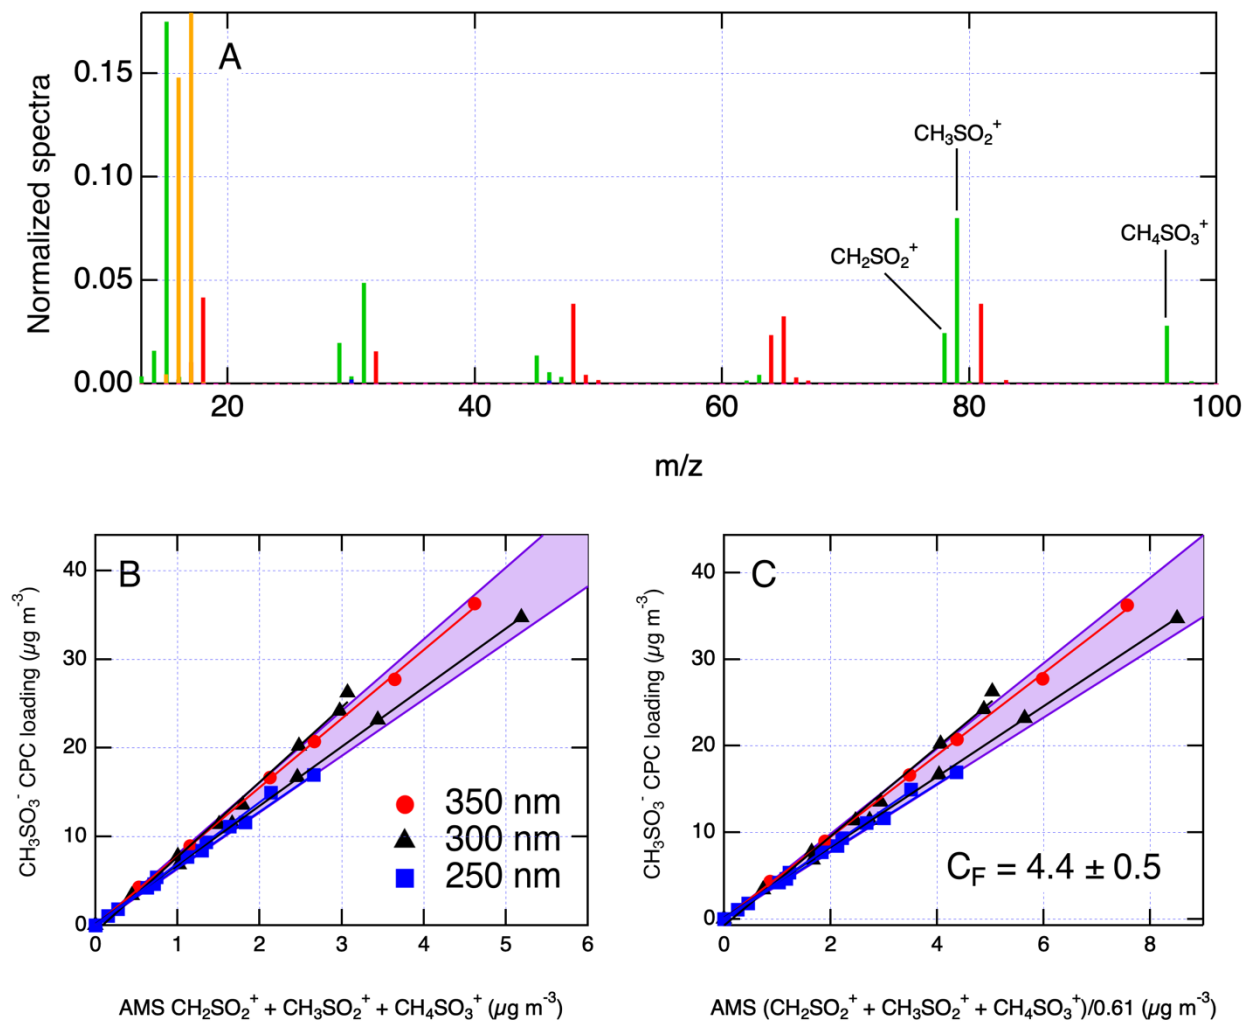 A
Normalized spectra
0.15
0.10
0.05
0.00
CH₃SO₂⁺
CH₂SO₂⁺
CH₄SO₃⁺
20 40 60 80 100
m/z
B
CH₃SO₃⁻ CPC loading (µg m⁻³)
40
30
20
10
0
350 nm
300 nm
250 nm
0 1 2 3 4 5 6
AMS CH₂SO₂⁺ + CH₃SO₂⁺ + CH₄SO₃⁺ (µg m⁻³)
C
CH₃SO₃⁻ CPC loading (µg m⁻³)
40
30
20
10
0
C_F = 4.4 ± 0.5
0 2 4 6 8
AMS (CH₂SO₂⁺ + CH₃SO₂⁺ + CH₄SO₃⁺)/0.61 (µg m⁻³)